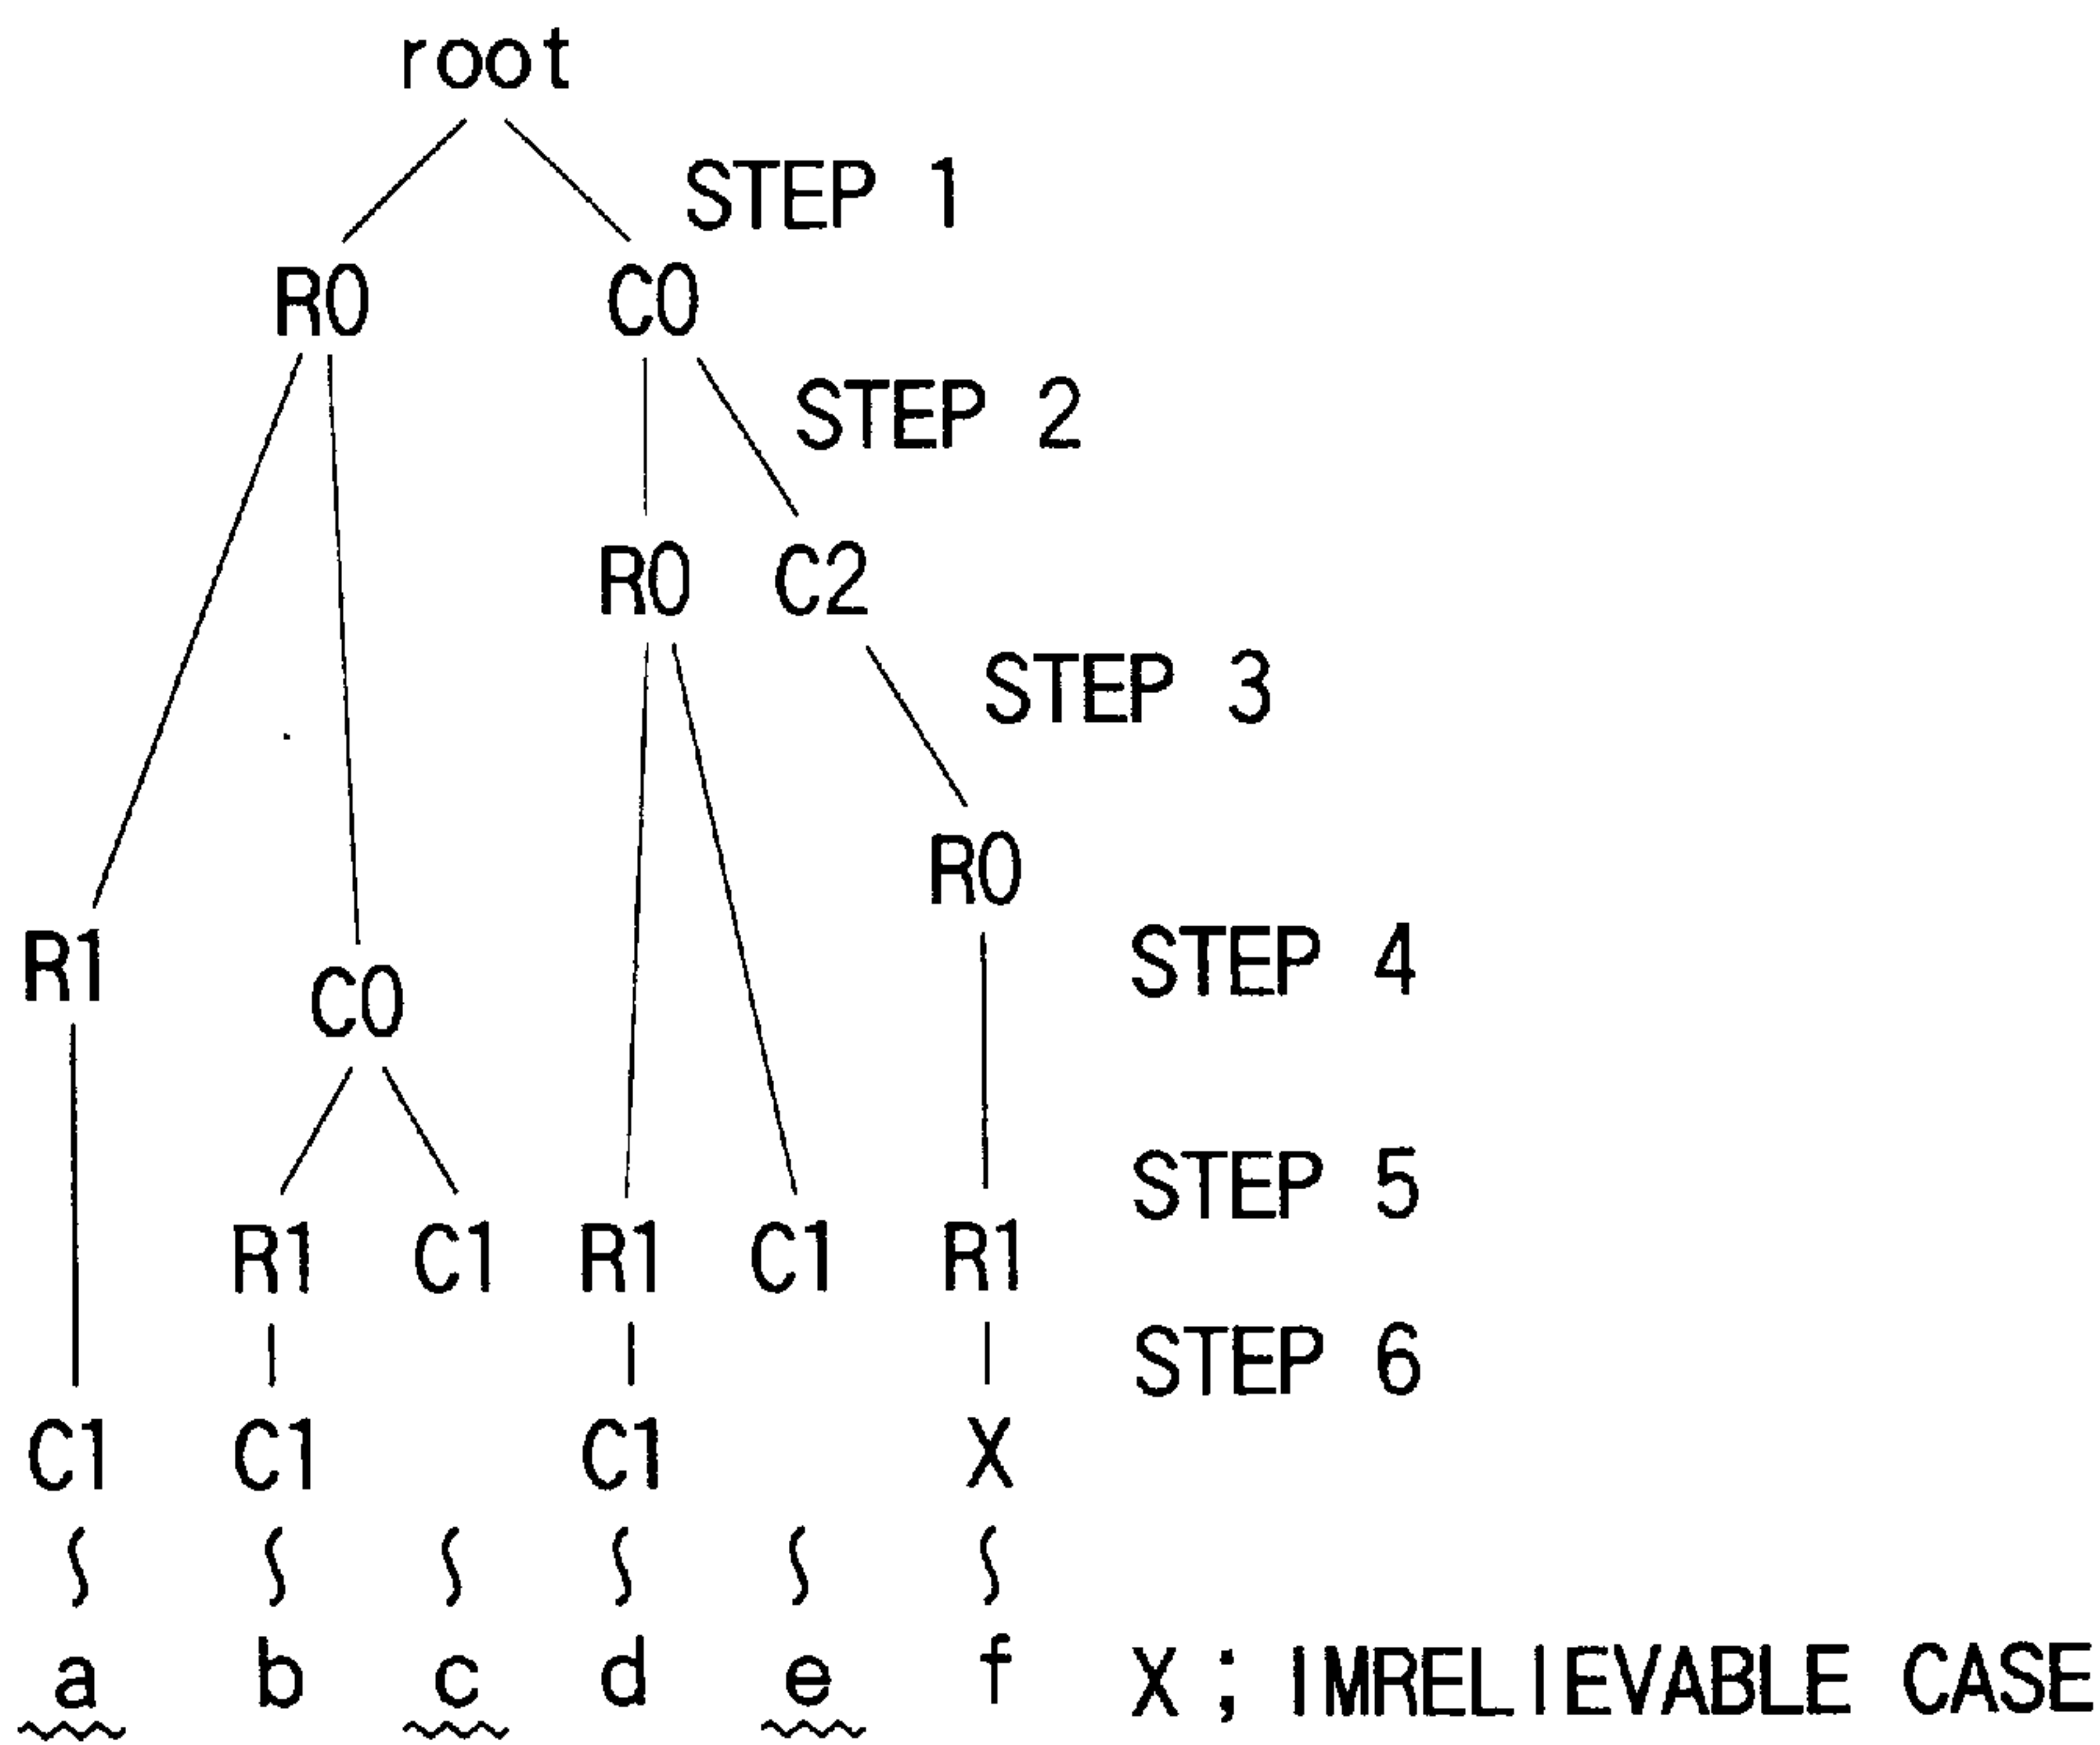 root
STEP 1
R0 C0
STEP 2
R0 C2
STEP 3
R0
R1 STEP 4
C0
STEP 5
R1 C1 R1 C1 R1
STEP 6
C1 C1 C1 X
a b c d e f X ; IMRELIEVABLE CASE